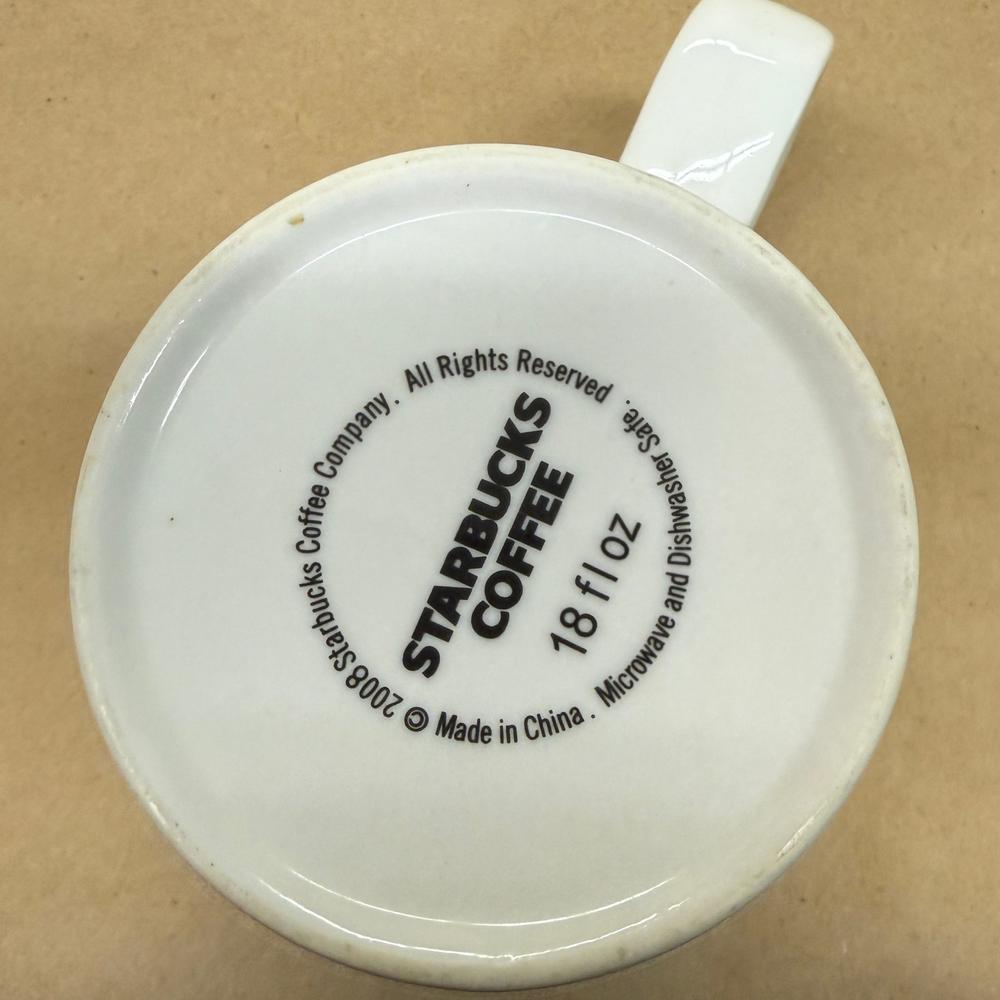 © 2008 Starbucks Coffee Company. All Rights Reserved
Made in China. Microwave and Dishwasher Safe.
STARBUCKS
COFFEE
18 fl oz